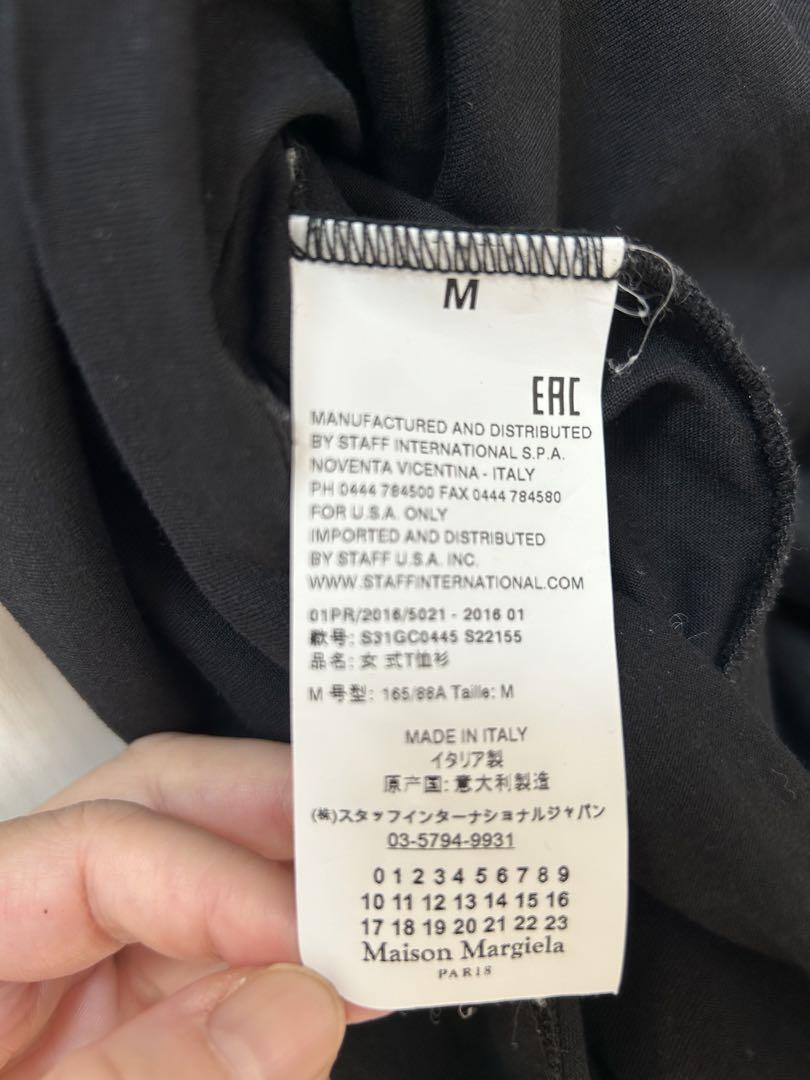 M
EAC
MANUFACTURED AND DISTRIBUTED
BY STAFF INTERNATIONAL S.P.A.
NOVENTA VICENTINA - ITALY
PH 0444 784500 FAX 0444 784580
FOR U.S.A. ONLY
IMPORTED AND DISTRIBUTED
BY STAFF U.S.A. INC.
WWW.STAFFINTERNATIONAL.COM
01PR/2016/5021 - 2016 01
款号: S31GC0445 S22155
品名: 女 式T恤衫
M 号型: 165/88A Taille: M
MADE IN ITALY
イタリア製
原产国: 意大利製造
(株)スタッフインターナショナルジャパン
03-5794-9931
0 1 2 3 4 5 6 7 8 9
10 11 12 13 14 15 16
17 18 19 20 21 22 23
Maison Margiela
PARIS